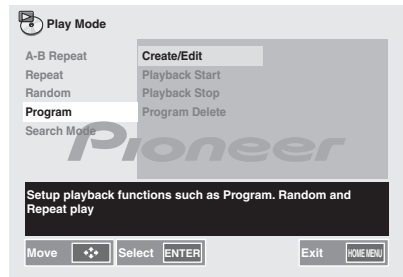 Play Mode
A-B Repeat
Repeat
Random
Program
Search Mode
Create/Edit
Playback Start
Playback Stop
Program Delete
Pioneer
Setup playback functions such as Program. Random and
Repeat play
Move Select ENTER Exit HOME MENU